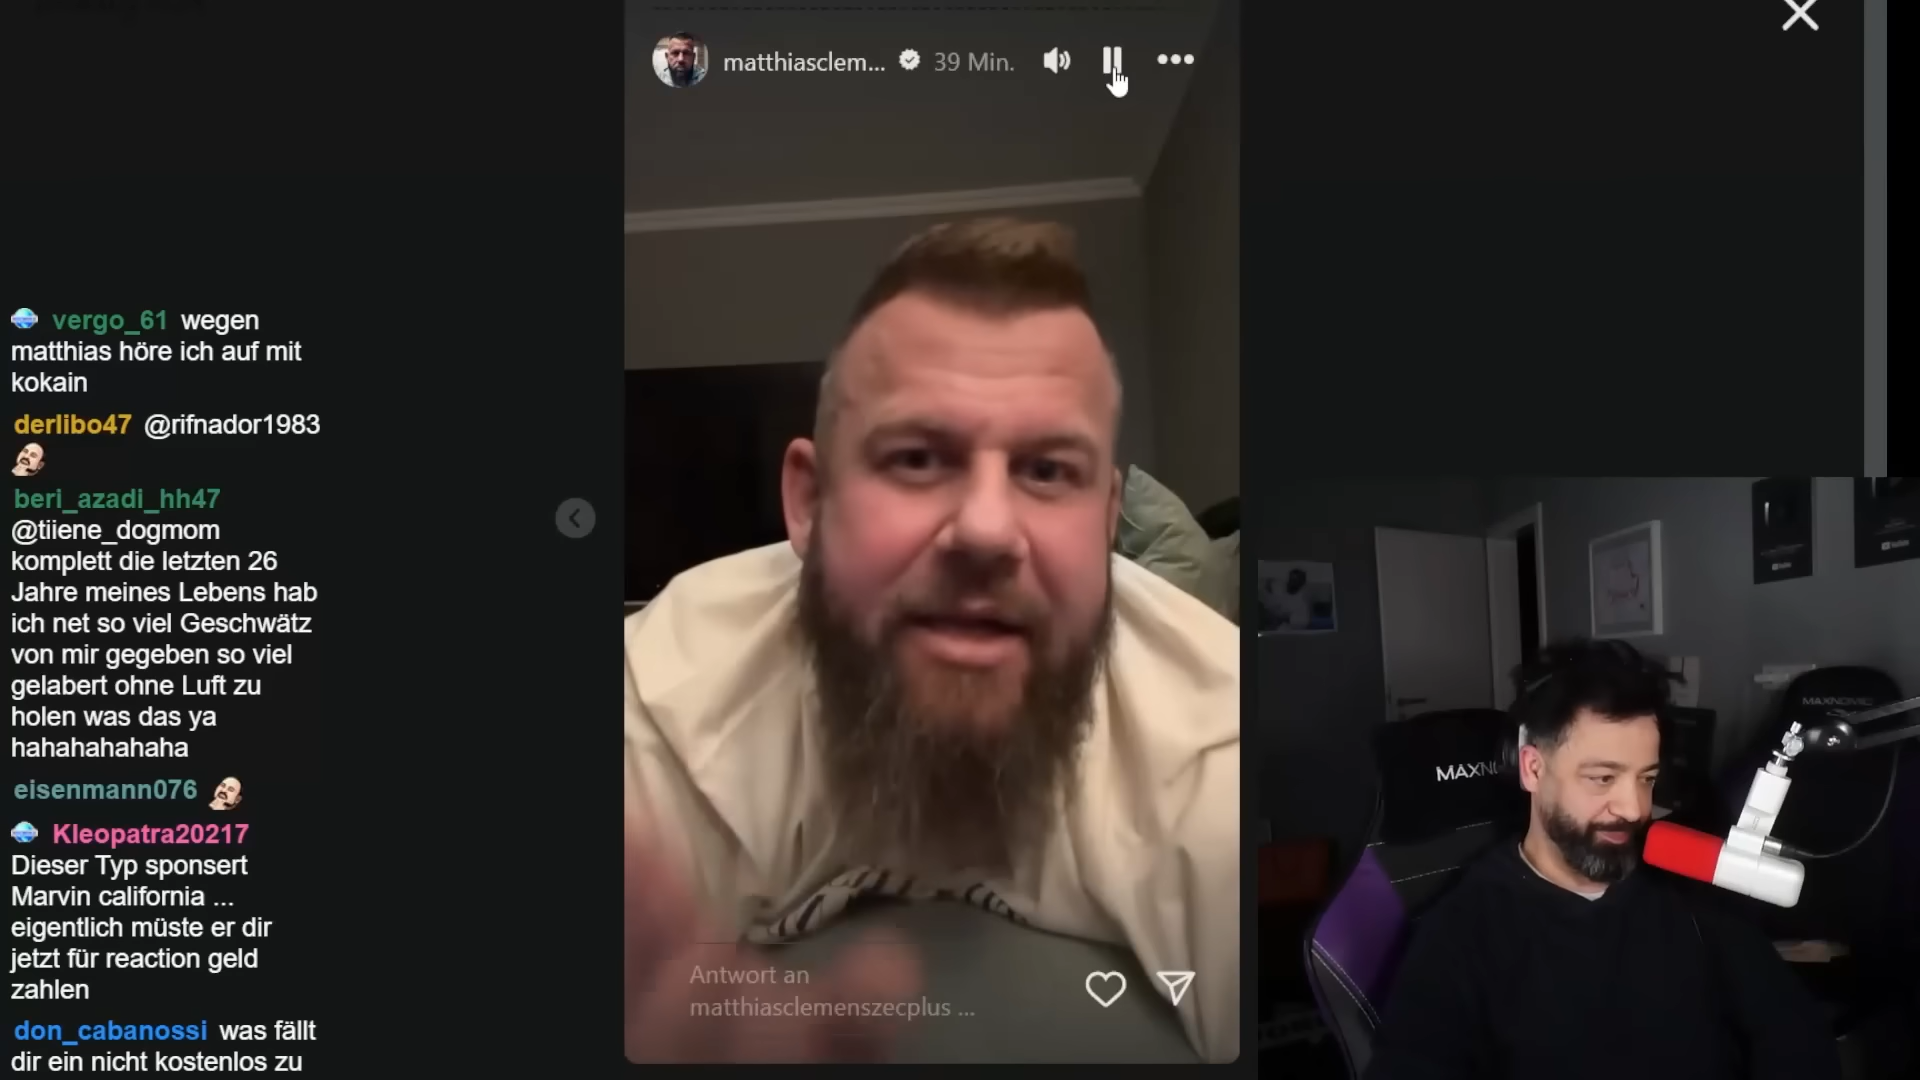 matthiasclem... 39 Min.
vergo_61 wegen
matthias höre ich auf mit
kokain
derlibo47 @rifnador1983
beri_azadi_hh47
@tiiene_dogmom
komplett die letzten 26
Jahre meines Lebens hab
ich net so viel Geschwätz
von mir gegeben so viel
gelabert ohne Luft zu
holen was das ya
hahahahahaha
eisenmann076
Kleopatra20217
Dieser Typ sponsert
Marvin california ...
eigentlich müste er dir
jetzt für reaction geld
zahlen
don_cabanossi was fällt
dir ein nicht kostenlos zu
Antwort an
matthiasclemenszecplus ...
MAXNOMIC